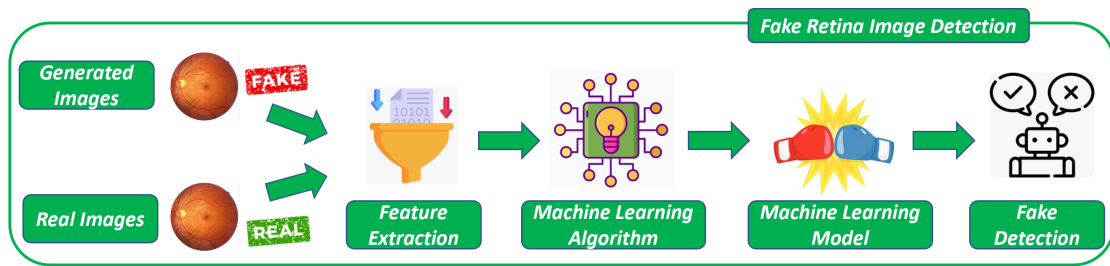 Fake Retina Image Detection
Generated
Images
FAKE
10101
01010
Real Images
REAL
Feature
Extraction
Machine Learning
Algorithm
Machine Learning
Model
Fake
Detection